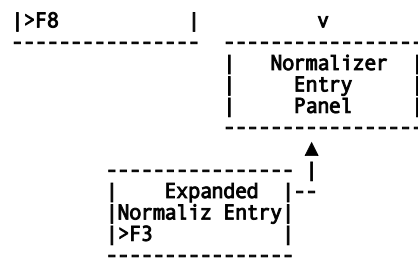 |>F8 | v
Normalizer
Entry
Panel
Expanded
Normaliz Entry
>F3